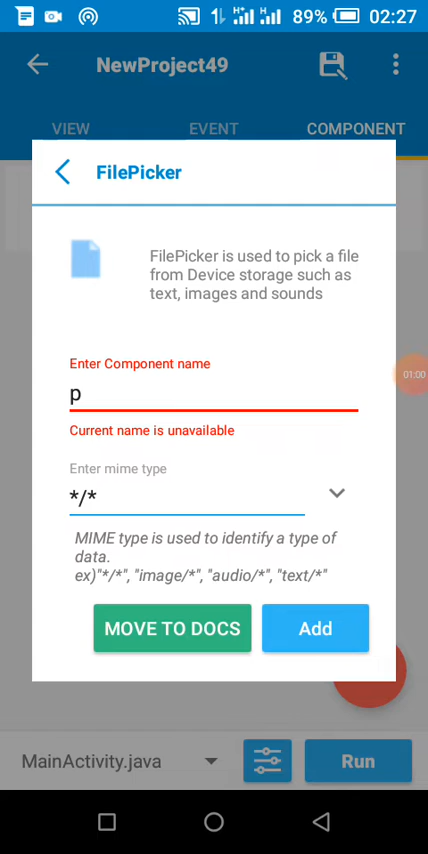 89% 02:27
NewProject49
VIEW EVENT COMPONENT
FilePicker
FilePicker is used to pick a file
from Device storage such as
text, images and sounds
01:00
Enter Component name
p
Current name is unavailable
Enter mime type
*/*
MIME type is used to identify a type of
data.
ex)"*/*", "image/*", "audio/*", "text/*"
MOVE TO DOCS Add
MainActivity.java Run